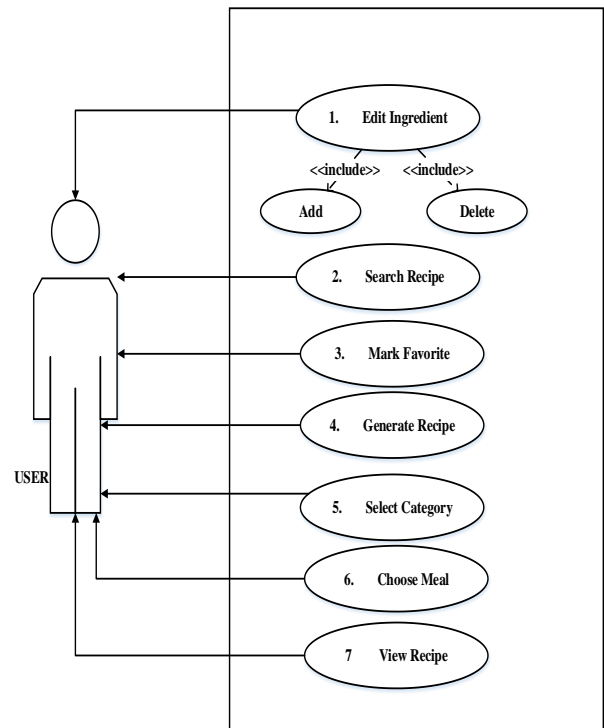 1. Edit Ingredient
<<include>> <<include>>
Add Delete
2. Search Recipe
3. Mark Favorite
4. Generate Recipe
USER
5. Select Category
6. Choose Meal
7 View Recipe